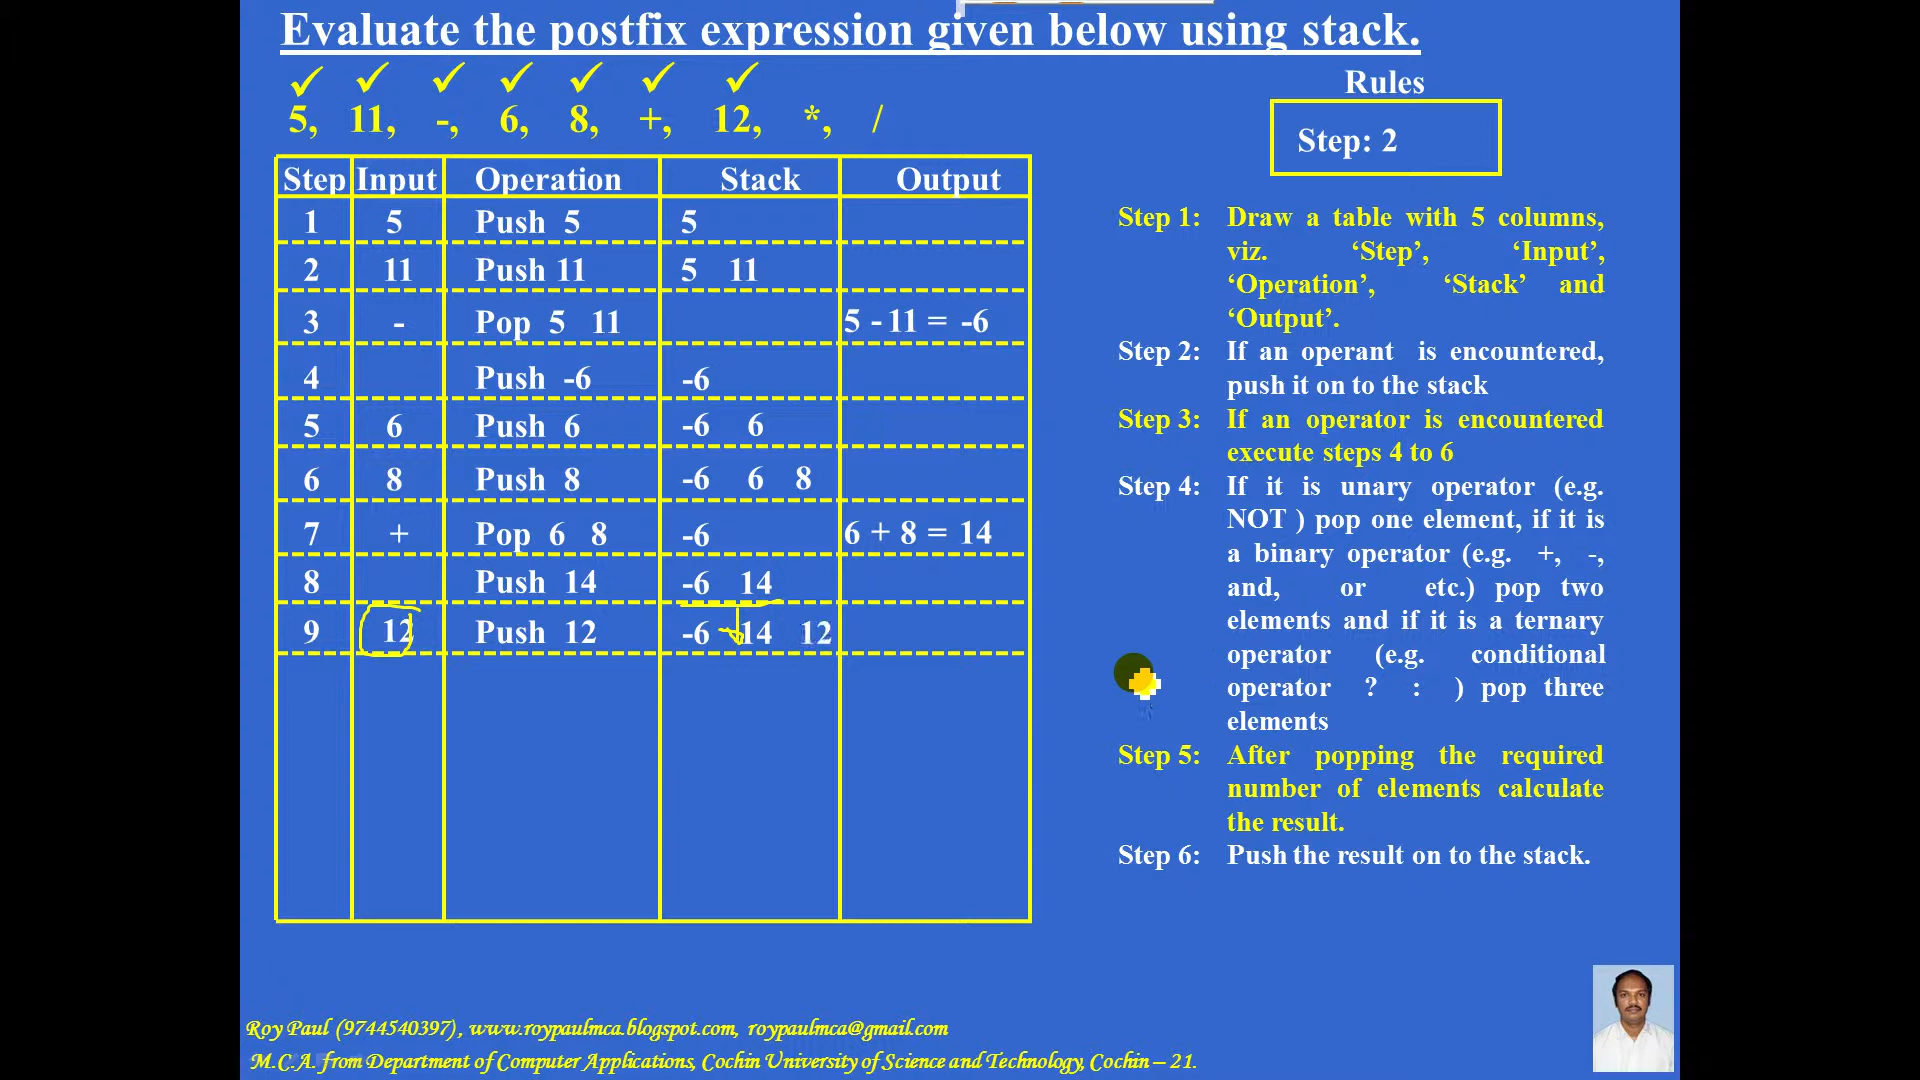 Evaluate the postfix expression given below using stack.
5, 11, -, 6, 8, +, 12, *, /
Step Input Operation Stack Output
1 5 Push 5 5
2 11 Push 11 5 11
3 - Pop 5 11 5 - 11 = -6
4 Push -6 -6
5 6 Push 6 -6 6
6 8 Push 8 -6 6 8
7 + Pop 6 8 -6 6 + 8 = 14
8 Push 14 -6 14
9 12 Push 12 -6 14 12
Rules
Step: 2
Step 1: Draw a table with 5 columns,
viz. ‘Step’, ‘Input’,
‘Operation’, ‘Stack’ and
‘Output’.
Step 2: If an operant is encountered,
push it on to the stack
Step 3: If an operator is encountered
execute steps 4 to 6
Step 4: If it is unary operator (e.g.
NOT ) pop one element, if it is
a binary operator (e.g. +, -,
and, or etc.) pop two
elements and if it is a ternary
operator (e.g. conditional
operator ? : ) pop three
elements
Step 5: After popping the required
number of elements calculate
the result.
Step 6: Push the result on to the stack.
Roy Paul (9744540397), www.roypaulmca.blogspot.com, roypaulmca@gmail.com
M.C.A. from Department of Computer Applications, Cochin University of Science and Technology, Cochin – 21.